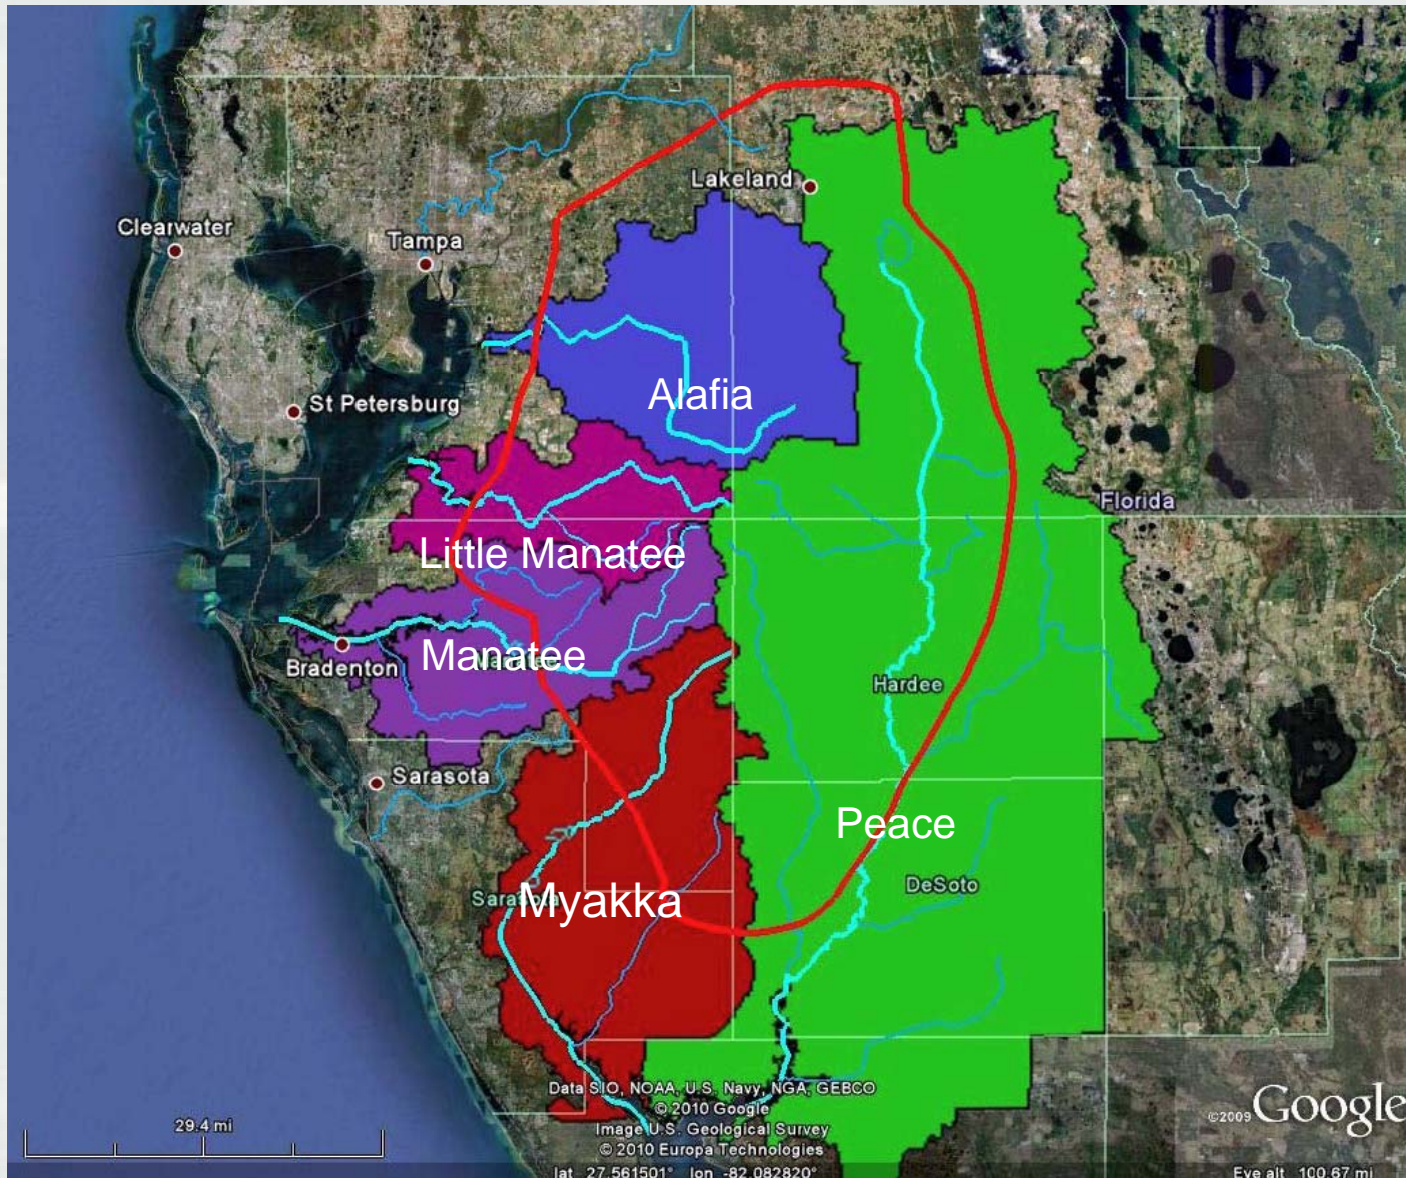 Lakeland
Clearwater
Tampa
Alafia
St Petersburg
Florida
Little Manatee
Manatee
Bradenton
Hardee
Sarasota
Peace
DeSoto
Sarasota
Myakka
Data SIO, NOAA, U.S. Navy, NGA, GEBCO
© 2010 Google
Image U.S. Geological Survey
© 2010 Europa Technologies
29.4 mi
©2009 Google
lat 27.561501° lon -82.082820°
Eye alt 100.67 mi